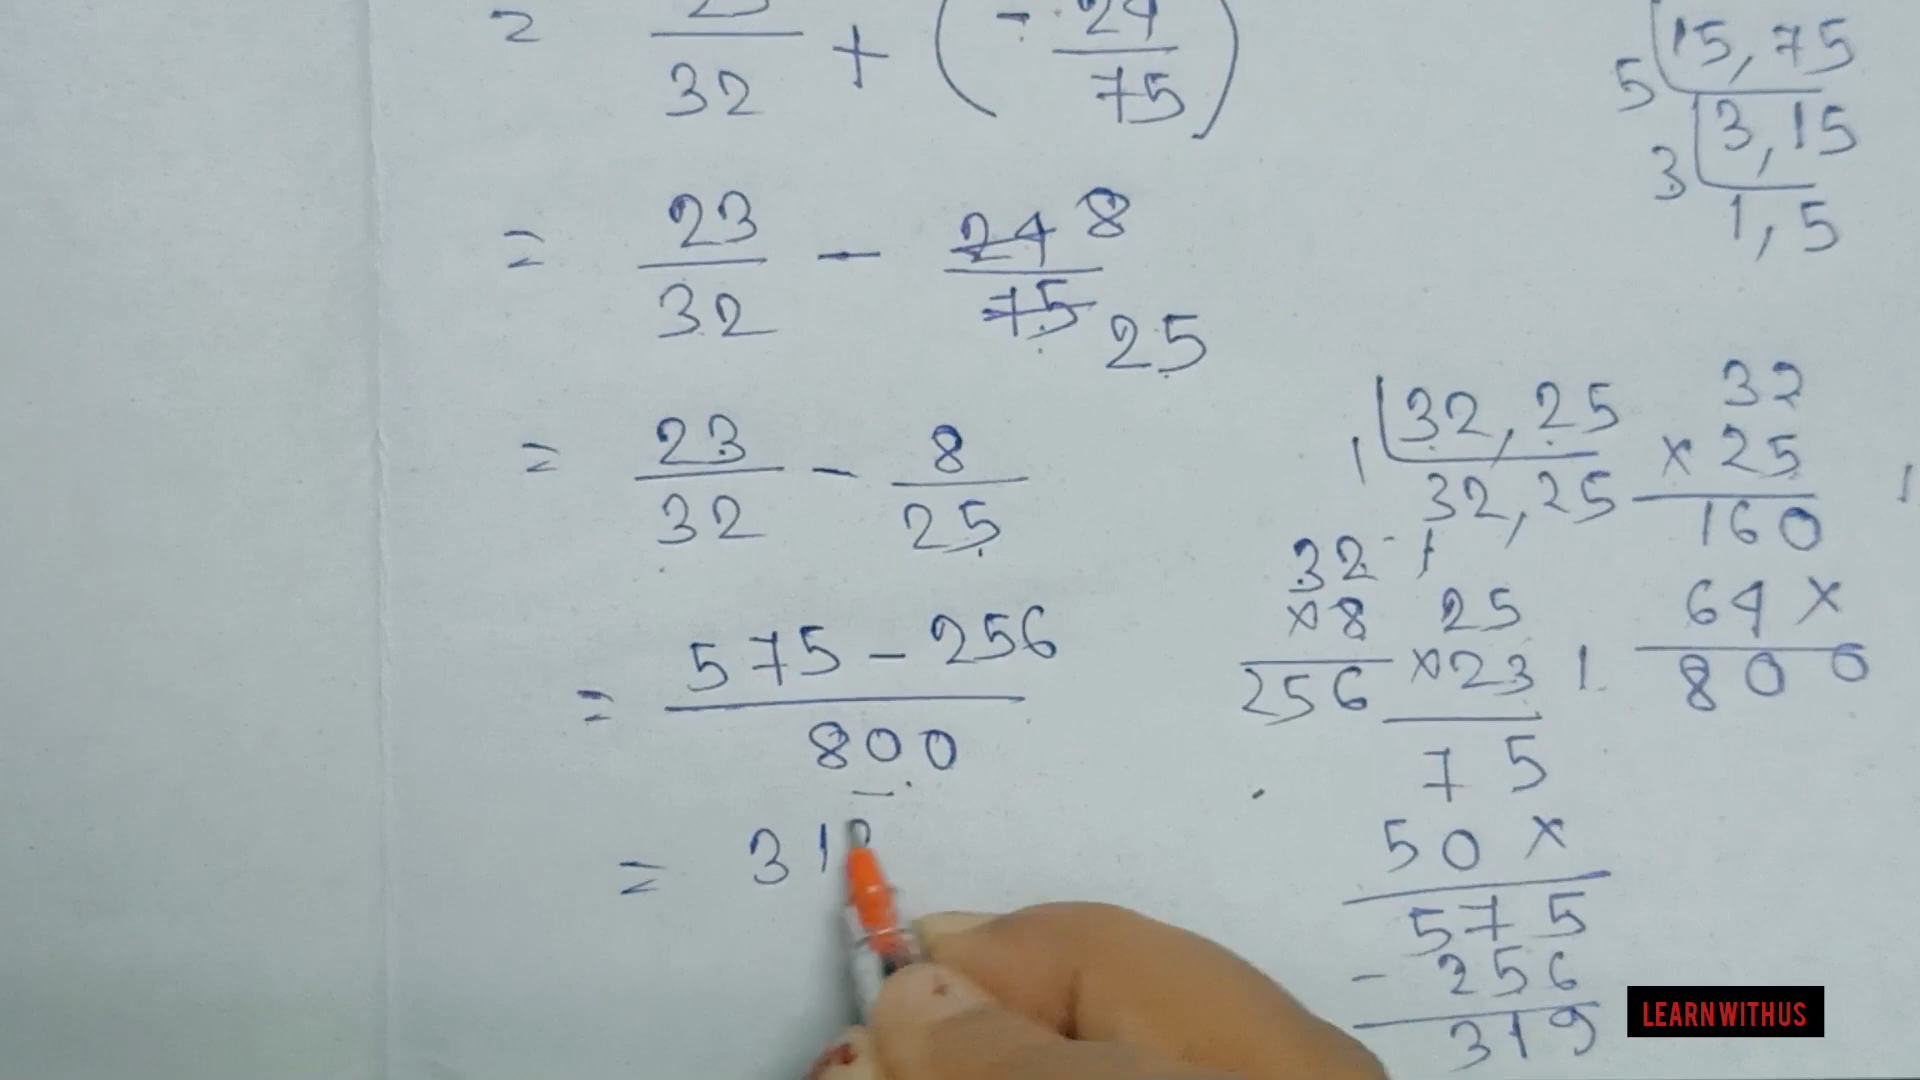 = 23/32 + (- 24/75)
= 23/32 - 24/75 8 25
= 23/32 - 8/25
= 575 - 256
800
= 319
15, 75
5 3, 15
3 1, 5
1 32, 25
32, 25
32
× 25
160
64 ×
800
32
× 8
256
25
× 23
75
50 ×
575
- 256
319
LEARN WITH US